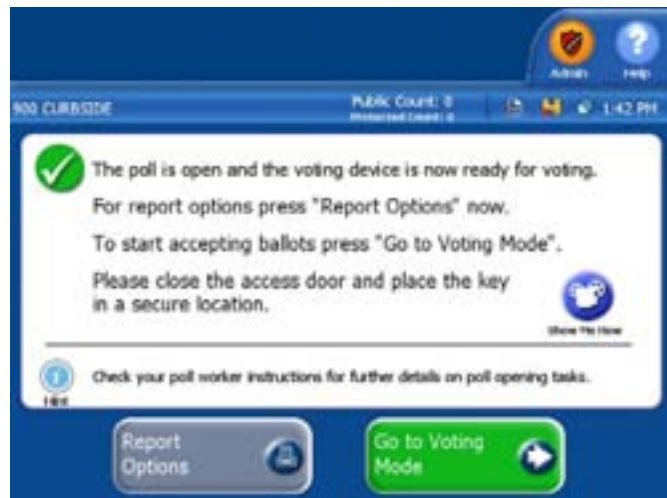 Admin Help
900 CURBSIDE Public Count: 0 1:42 PM
Protected Count: 0
The poll is open and the voting device is now ready for voting.
For report options press "Report Options" now.
To start accepting ballots press "Go to Voting Mode".
Please close the access door and place the key
in a secure location.
Show Me How
Check your poll worker instructions for further details on poll opening tasks.
Hint
Report
Options
Go to Voting
Mode